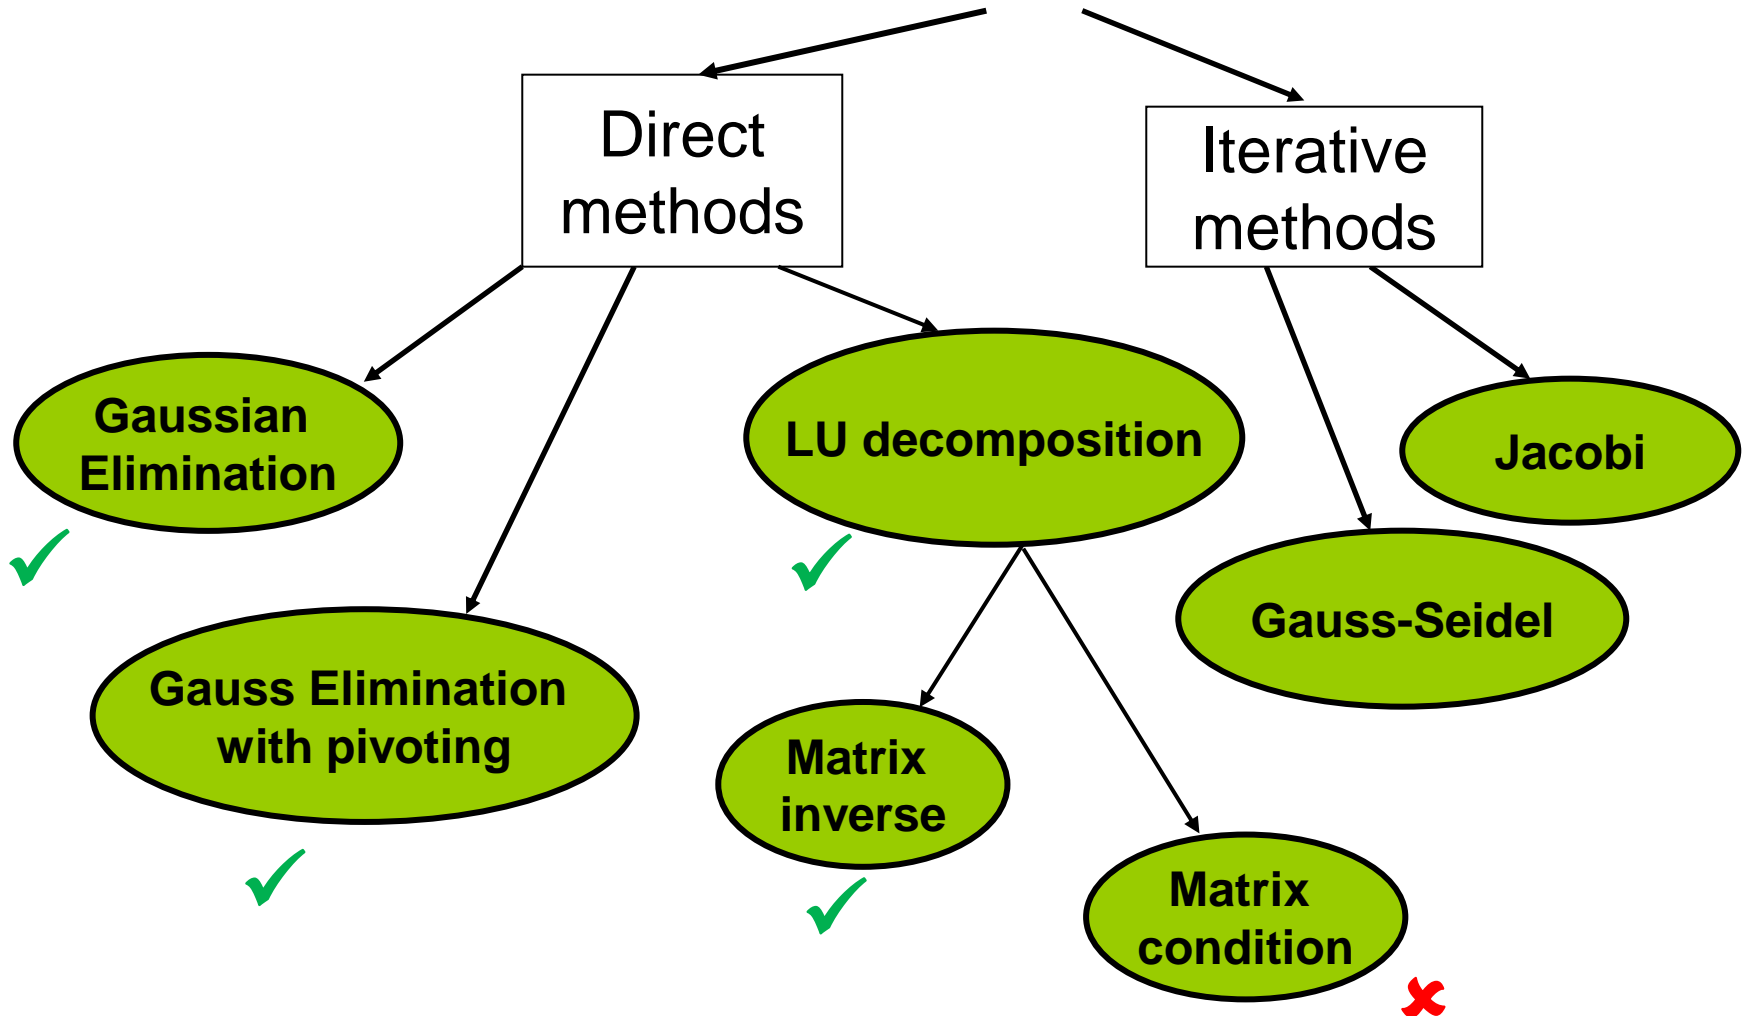 Direct
methods
Iterative
methods
Gaussian
Elimination
LU decomposition
Jacobi
Gauss-Seidel
Gauss Elimination
with pivoting
Matrix
inverse
Matrix
condition